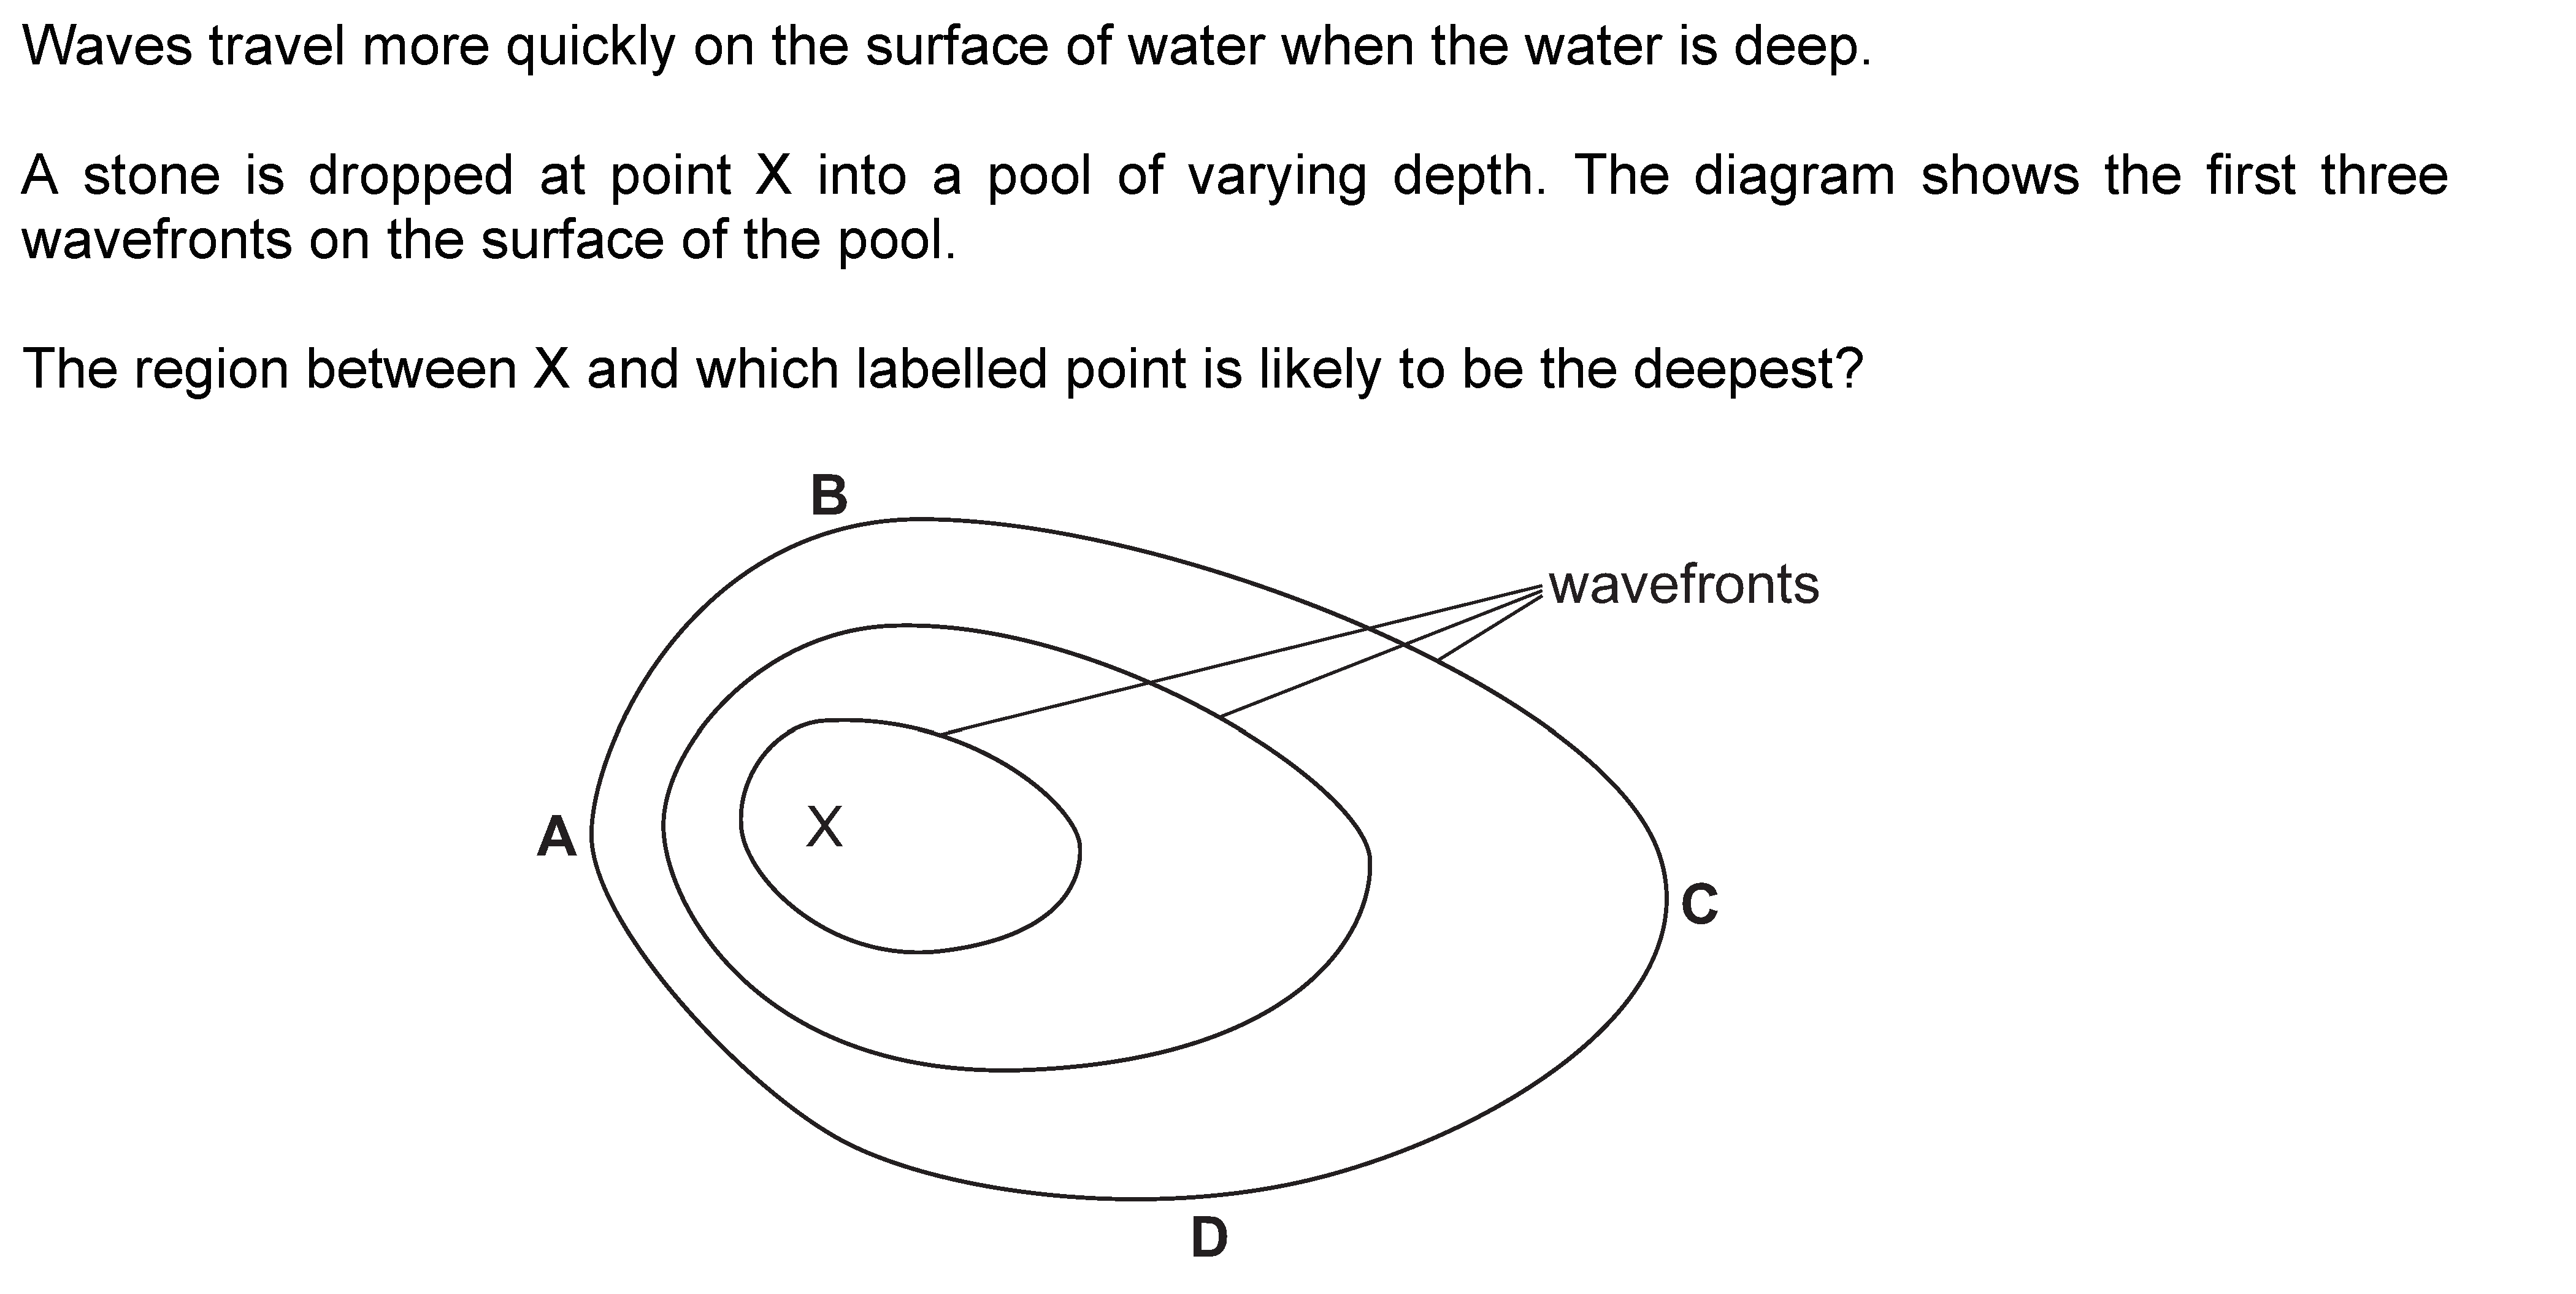 Waves travel more quickly on the surface of water when the water is deep.
A stone is dropped at point X into a pool of varying depth. The diagram shows the first three
wavefronts on the surface of the pool.
The region between X and which labelled point is likely to be the deepest?
B
wavefronts
X
A
C
D